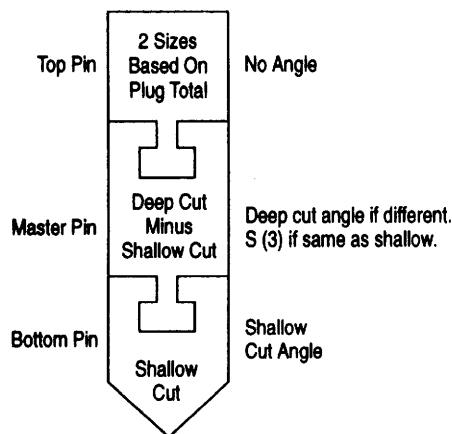 Top Pin
2 Sizes
Based On
Plug Total
No Angle
Master Pin
Deep Cut
Minus
Shallow Cut
Deep cut angle if different.
S (3) if same as shallow.
Bottom Pin
Shallow
Cut
Shallow
Cut Angle